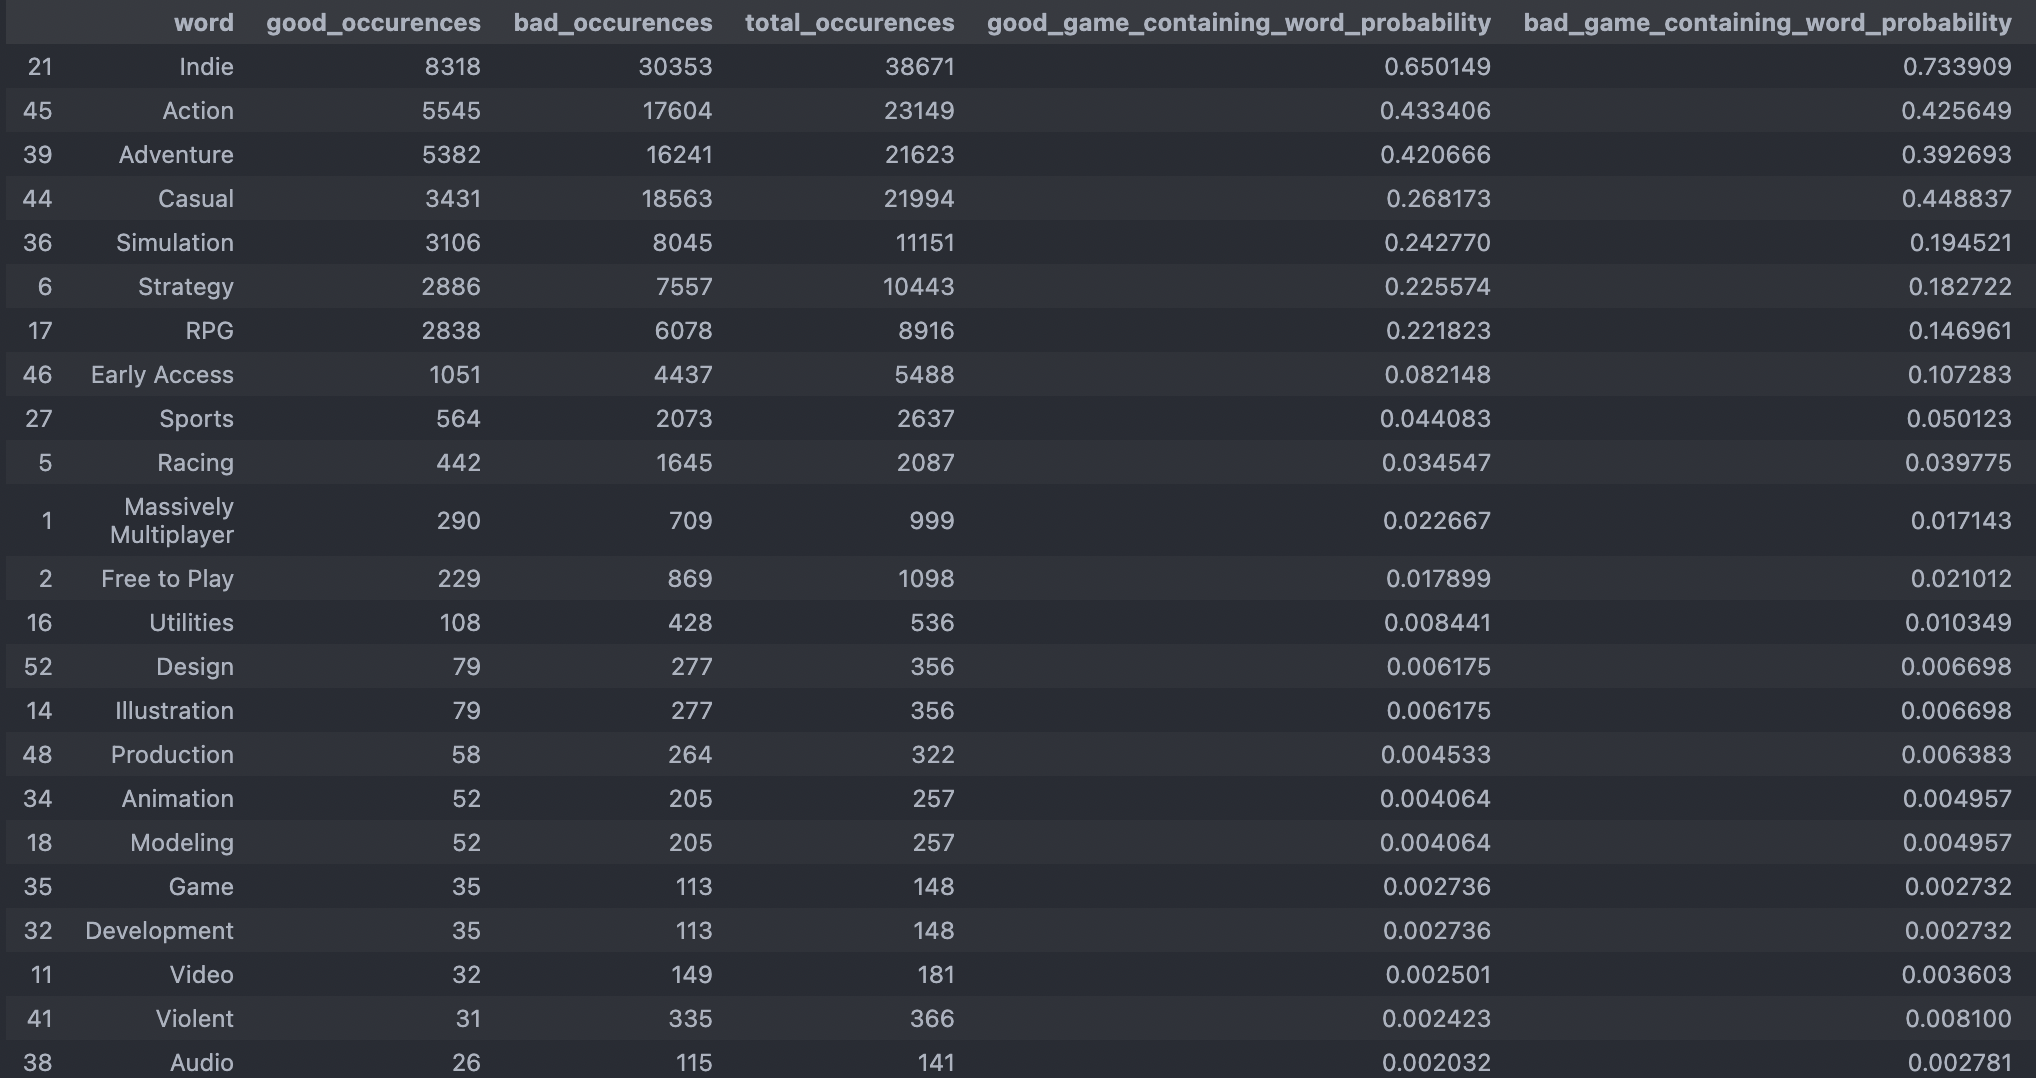 word good_occurences bad_occurences total_occurences good_game_containing_word_probability bad_game_containing_word_probability
21 Indie 8318 30353 38671 0.650149 0.733909
45 Action 5545 17604 23149 0.433406 0.425649
39 Adventure 5382 16241 21623 0.420666 0.392693
44 Casual 3431 18563 21994 0.268173 0.448837
36 Simulation 3106 8045 11151 0.242770 0.194521
6 Strategy 2886 7557 10443 0.225574 0.182722
17 RPG 2838 6078 8916 0.221823 0.146961
46 Early Access 1051 4437 5488 0.082148 0.107283
27 Sports 564 2073 2637 0.044083 0.050123
5 Racing 442 1645 2087 0.034547 0.039775
1 Massively
Multiplayer 290 709 999 0.022667 0.017143
2 Free to Play 229 869 1098 0.017899 0.021012
16 Utilities 108 428 536 0.008441 0.010349
52 Design 79 277 356 0.006175 0.006698
14 Illustration 79 277 356 0.006175 0.006698
48 Production 58 264 322 0.004533 0.006383
34 Animation 52 205 257 0.004064 0.004957
18 Modeling 52 205 257 0.004064 0.004957
35 Game 35 113 148 0.002736 0.002732
32 Development 35 113 148 0.002736 0.002732
11 Video 32 149 181 0.002501 0.003603
41 Violent 31 335 366 0.002423 0.008100
38 Audio 26 115 141 0.002032 0.002781